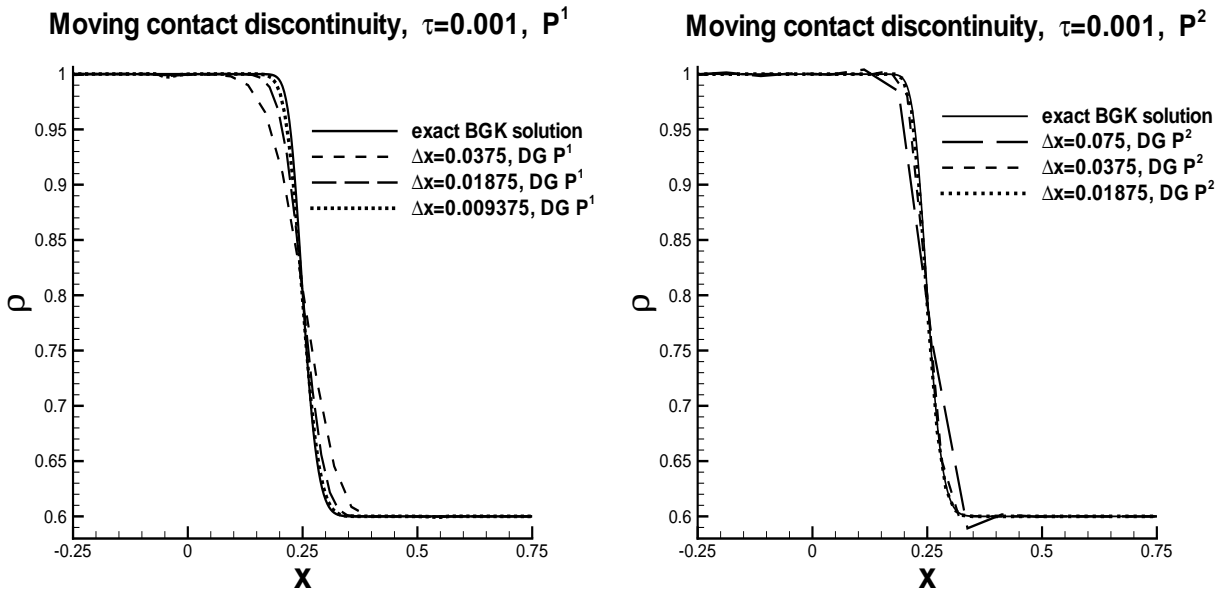 Moving contact discontinuity, τ=0.001, P¹
1
0.95
0.9
0.85
0.8
0.75
0.7
0.65
0.6
ρ
-0.25
0
0.25
0.5
0.75
x
exact BGK solution
Δx=0.0375, DG P¹
Δx=0.01875, DG P¹
Δx=0.009375, DG P¹
Moving contact discontinuity, τ=0.001, P²
1
0.95
0.9
0.85
0.8
0.75
0.7
0.65
0.6
ρ
-0.25
0
0.25
0.5
0.75
x
exact BGK solution
Δx=0.075, DG P²
Δx=0.0375, DG P²
Δx=0.01875, DG P²